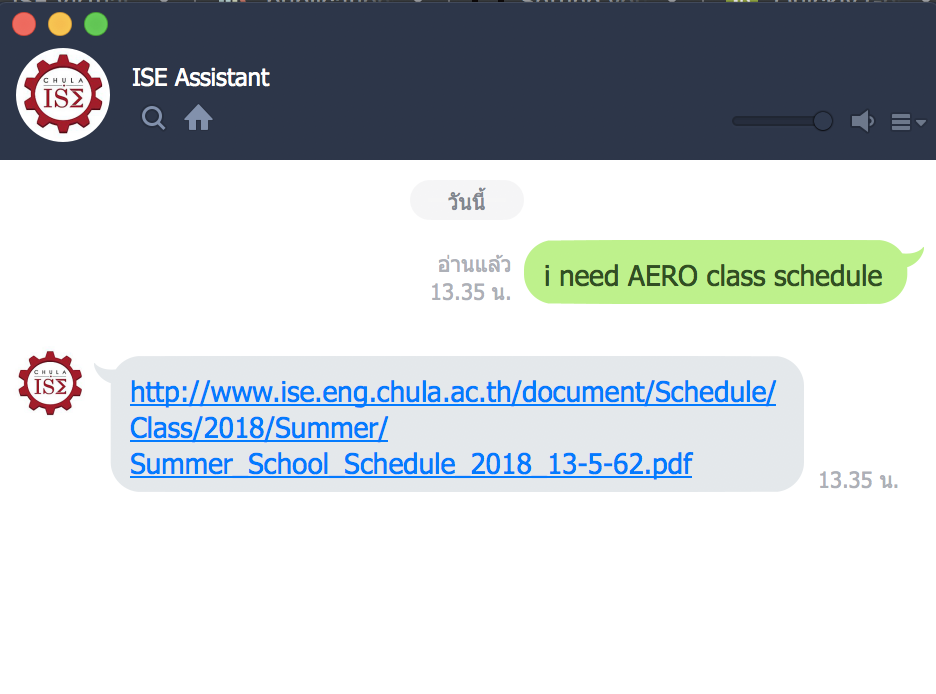 ISE Assistant
CHULA
ISΣ
วันนี้
i need AERO class schedule
อ่านแล้ว
13.35 น.
CHULA
ISΣ
http://www.ise.eng.chula.ac.th/document/Schedule/
Class/2018/Summer/
Summer_School_Schedule_2018_13-5-62.pdf
13.35 น.